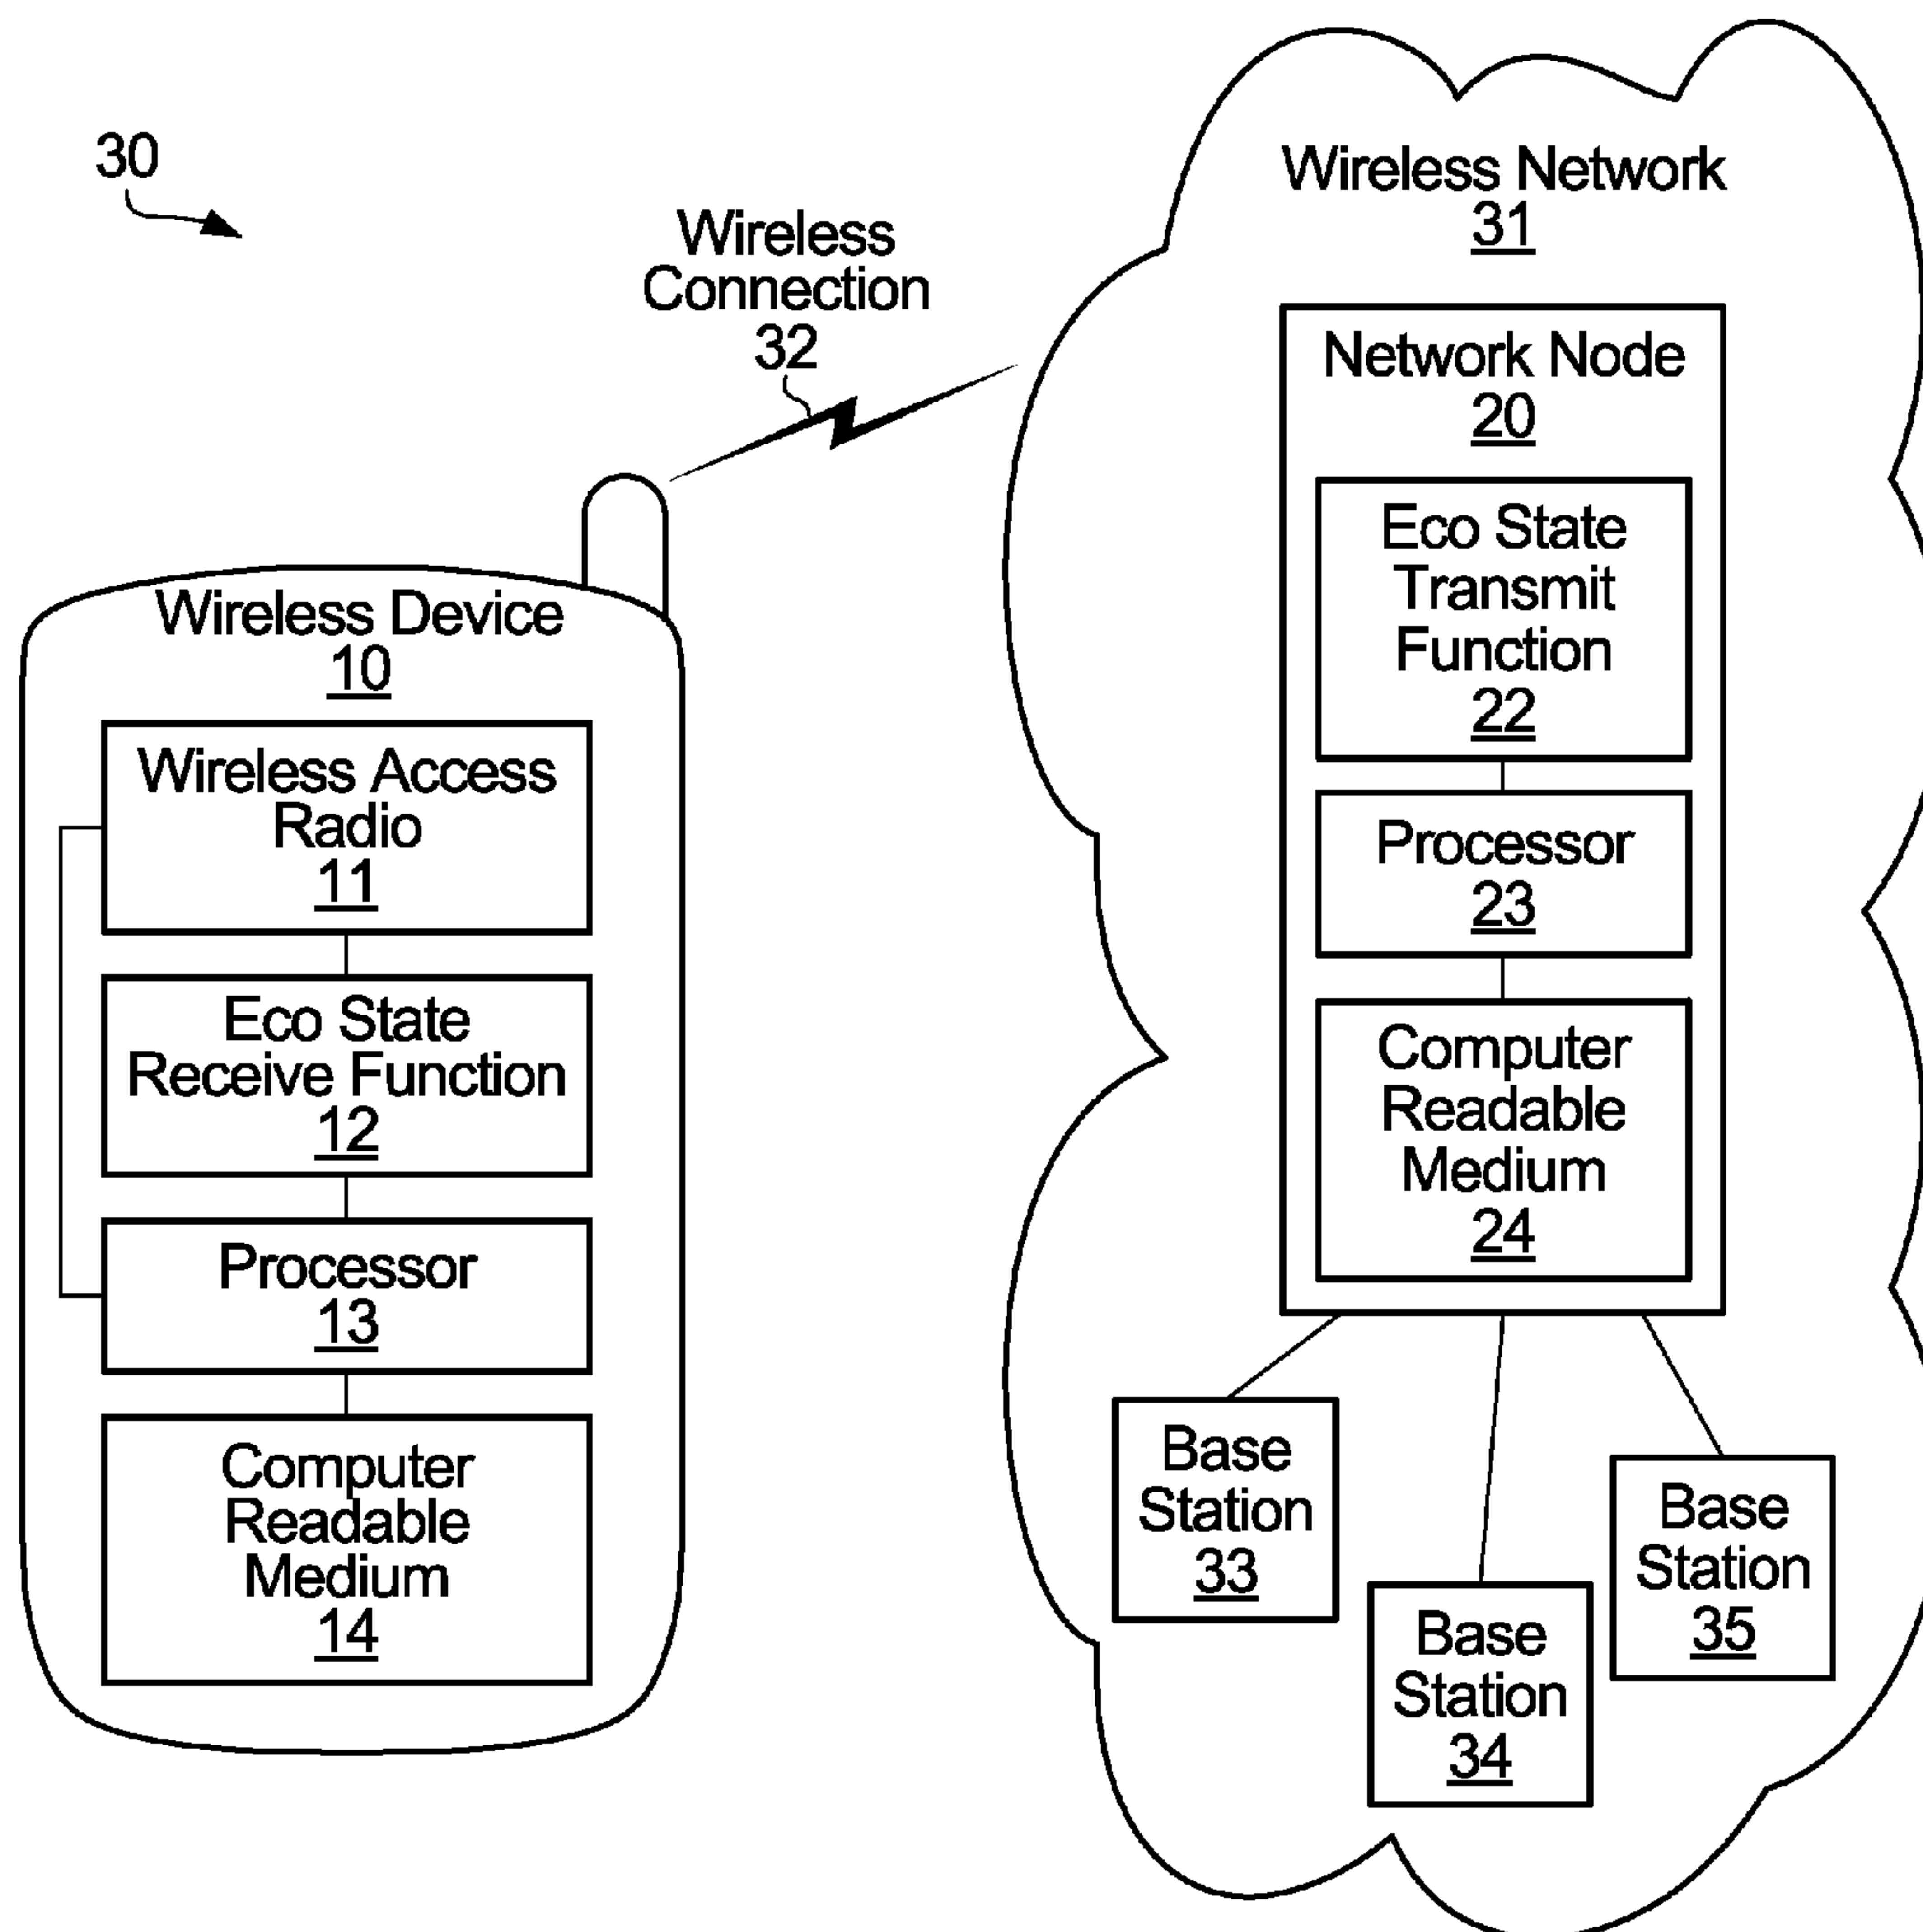 30
Wireless
Connection
32
Wireless Device
10
Wireless Access
Radio
11
Eco State
Receive Function
12
Processor
13
Computer
Readable
Medium
14
Wireless Network
31
Network Node
20
Eco State
Transmit
Function
22
Processor
23
Computer
Readable
Medium
24
Base
Station
33
Base
Station
34
Base
Station
35